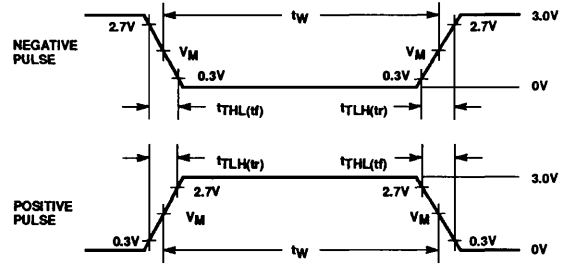 tW 3.0V
2.7V 2.7V
NEGATIVE PULSE VM VM
0.3V 0.3V
0V
tTHL(tf) tTLH(tr)
tTLH(tr) tTHL(tf)
3.0V
2.7V 2.7V
POSITIVE PULSE VM VM
0.3V tW 0.3V 0V